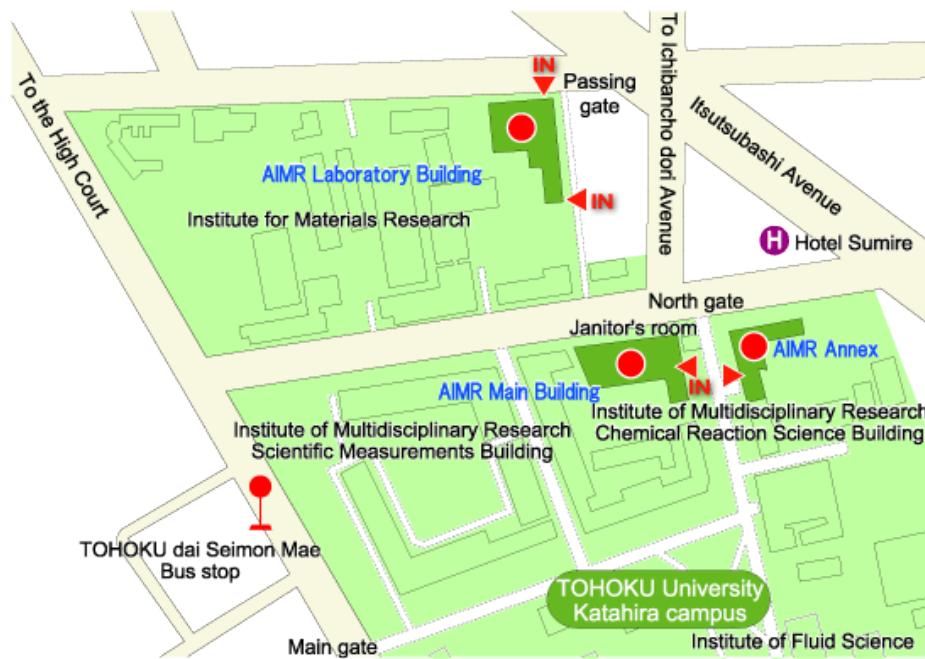 To Ichibancho dori Avenue
IN
Passing
gate
To the High Court
Itsutsubashi Avenue
AIMR Laboratory Building
IN
Institute for Materials Research
H
Hotel Sumire
North gate
Janitor's room
AIMR Annex
AIMR Main Building
IN
Institute of Multidisciplinary Research
Chemical Reaction Science Building
Institute of Multidisciplinary Research
Scientific Measurements Building
TOHOKU dai Seimon Mae
Bus stop
TOHOKU University
Katahira campus
Main gate
Institute of Fluid Science